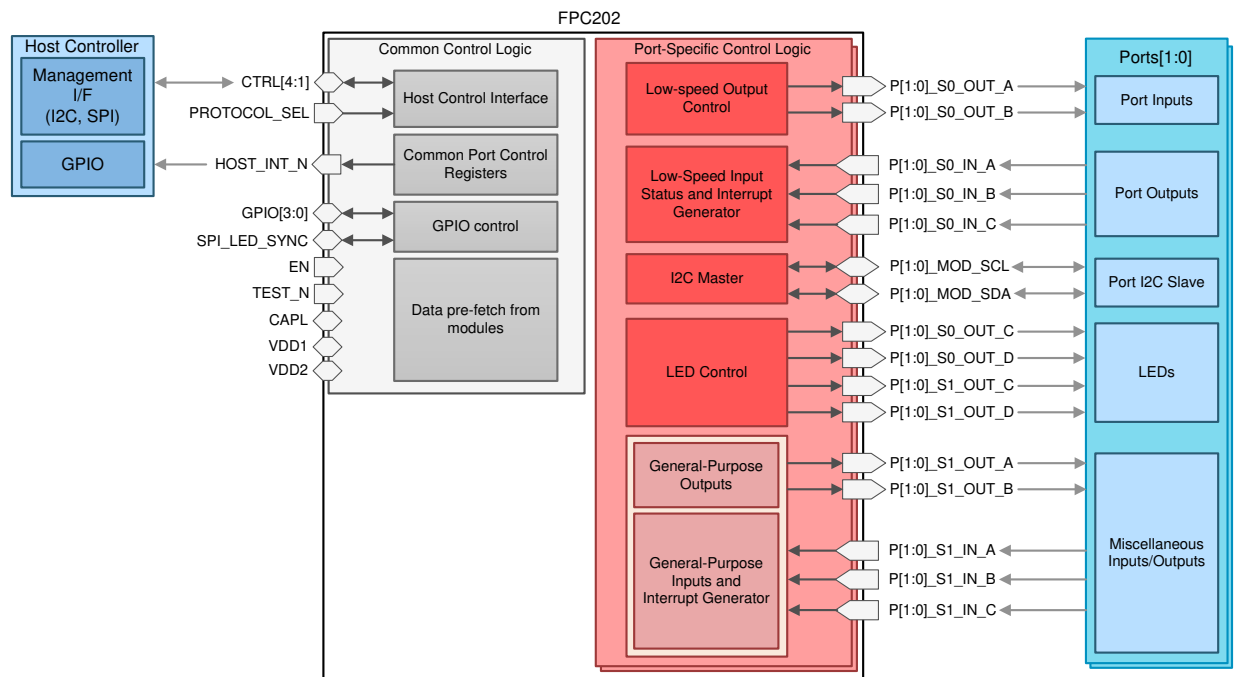 FPC202
Host Controller
Management
I/F
(I2C, SPI)
GPIO
CTRL[4:1]
PROTOCOL_SEL
HOST_INT_N
GPIO[3:0]
SPI_LED_SYNC
EN
TEST_N
CAPL
VDD1
VDD2
Common Control Logic
Host Control Interface
Common Port Control
Registers
GPIO control
Data pre-fetch from
modules
Port-Specific Control Logic
Low-speed Output
Control
Low-Speed Input
Status and Interrupt
Generator
I2C Master
LED Control
General-Purpose
Outputs
General-Purpose
Inputs and
Interrupt Generator
P[1:0]_S0_OUT_A
P[1:0]_S0_OUT_B
P[1:0]_S0_IN_A
P[1:0]_S0_IN_B
P[1:0]_S0_IN_C
P[1:0]_MOD_SCL
P[1:0]_MOD_SDA
P[1:0]_S0_OUT_C
P[1:0]_S0_OUT_D
P[1:0]_S1_OUT_C
P[1:0]_S1_OUT_D
P[1:0]_S1_OUT_A
P[1:0]_S1_OUT_B
P[1:0]_S1_IN_A
P[1:0]_S1_IN_B
P[1:0]_S1_IN_C
Ports[1:0]
Port Inputs
Port Outputs
Port I2C Slave
LEDs
Miscellaneous
Inputs/Outputs